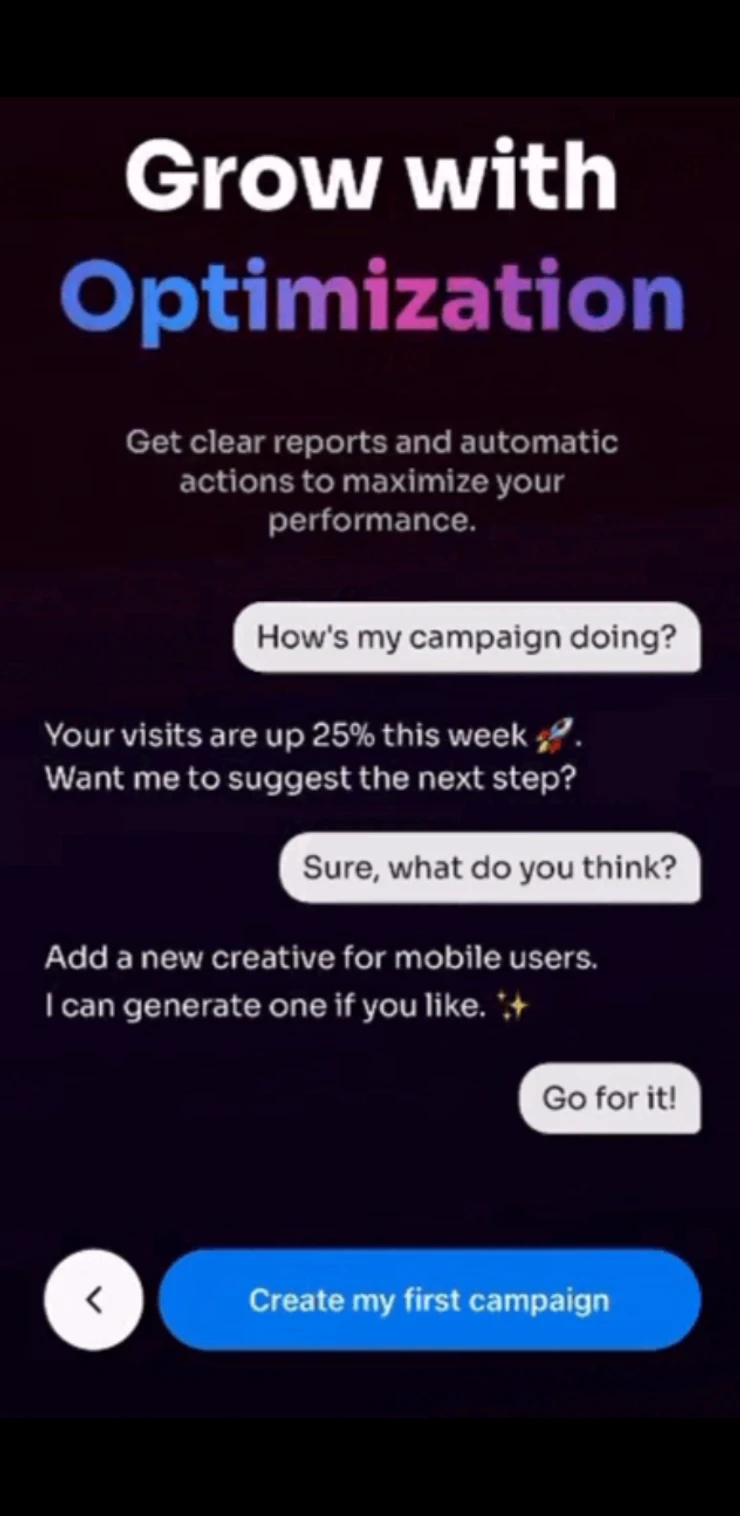 Grow with
Optimization
Get clear reports and automatic
actions to maximize your
performance.
How's my campaign doing?
Your visits are up 25% this week 🚀.
Want me to suggest the next step?
Sure, what do you think?
Add a new creative for mobile users.
I can generate one if you like. ✨
Go for it!
Create my first campaign